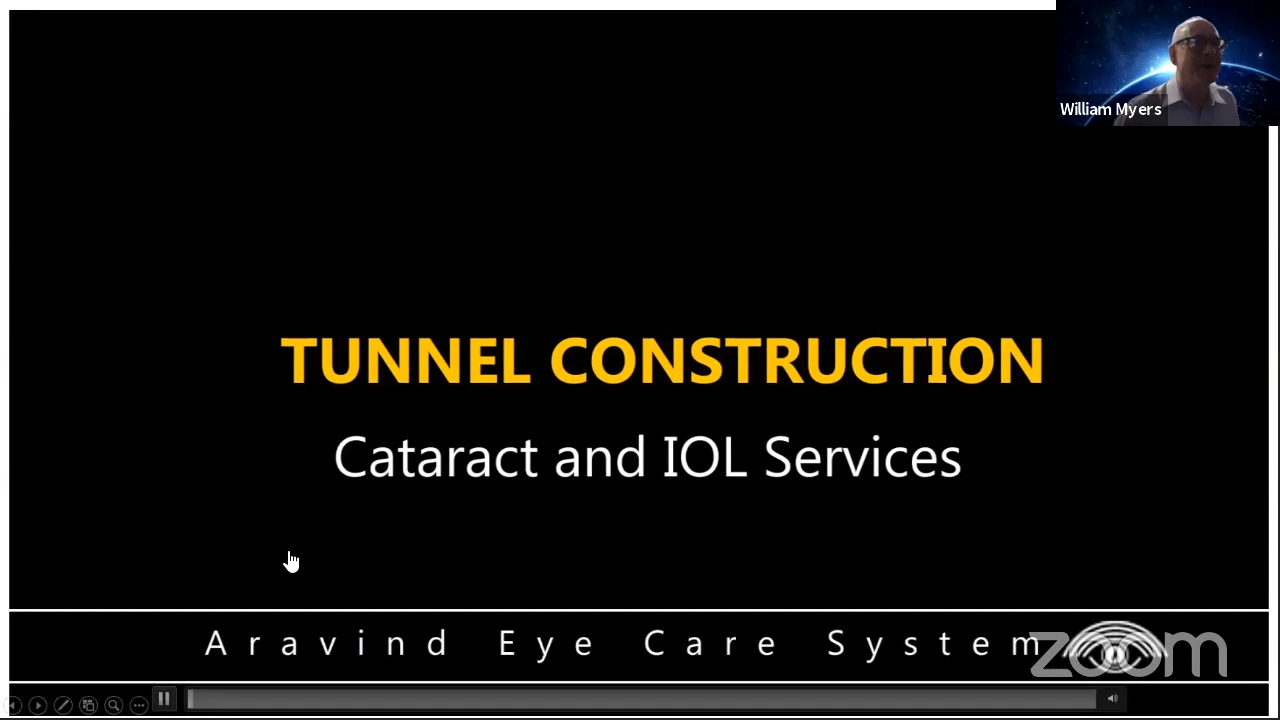 William Myers
TUNNEL CONSTRUCTION
Cataract and IOL Services
Aravind Eye Care System
zoom